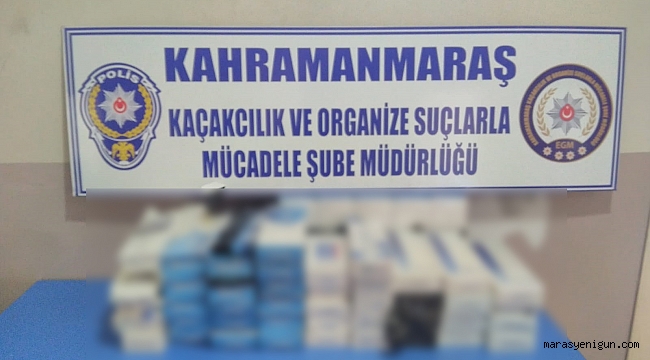 KAHRAMANMARAŞ
KAÇAKCILIK VE ORGANİZE SUÇLARLA
MÜCADELE ŞUBE MÜDÜRLÜĞÜ
POLİS
EGM
marasyenigun.com